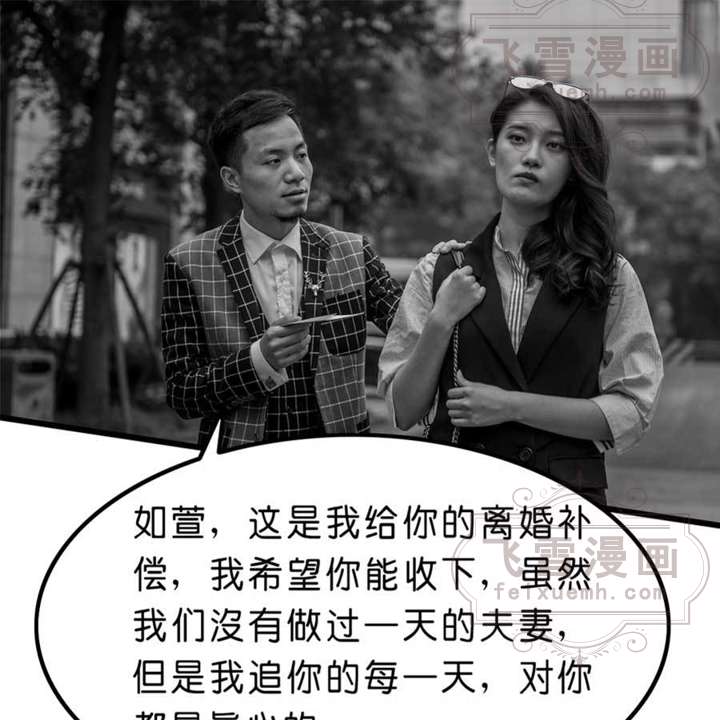 飞雪漫画
feixuemh.com
如萱，这是我给你的离婚补
偿，我希望你能收下，虽然
我们沒有做过一天的夫妻，
但是我追你的每一天，对你
飞雪漫画
feixuemh.com